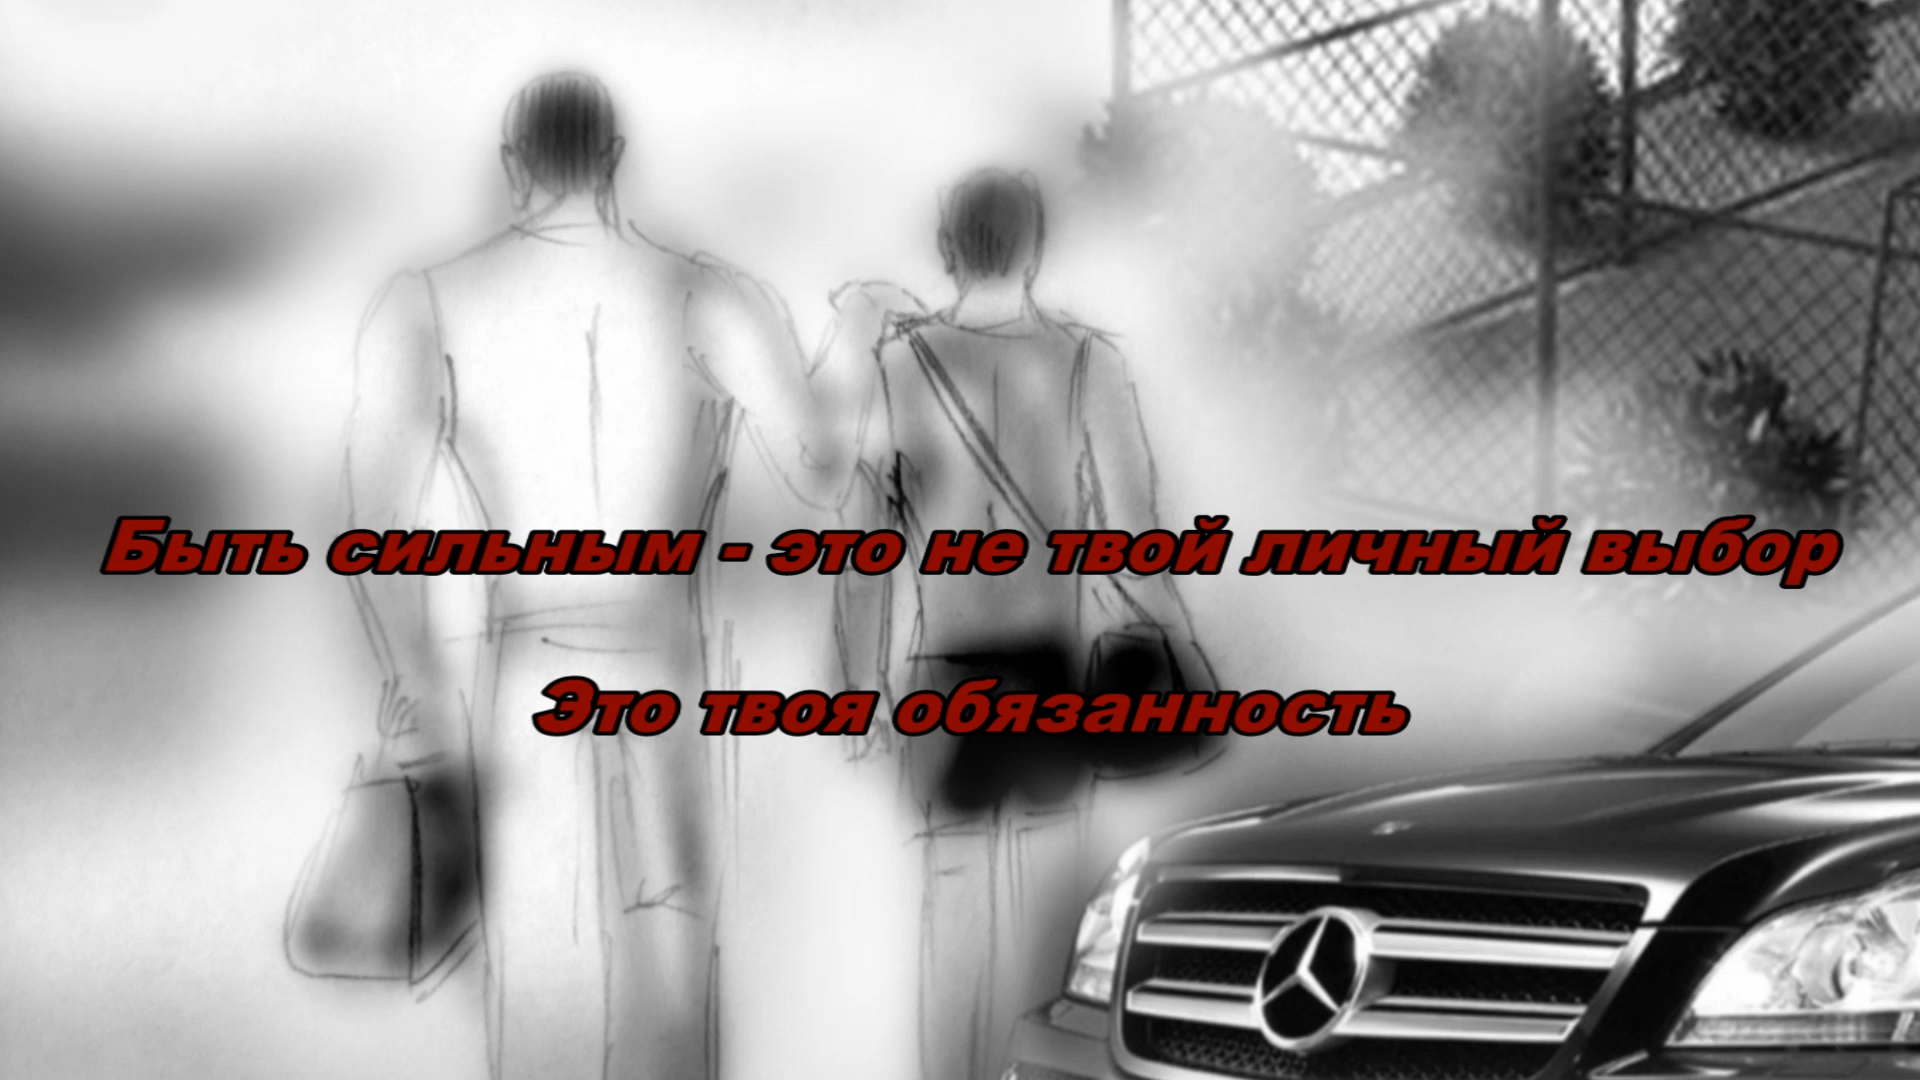 Быть сильным - это не твой личный выбор
Это твоя обязанность